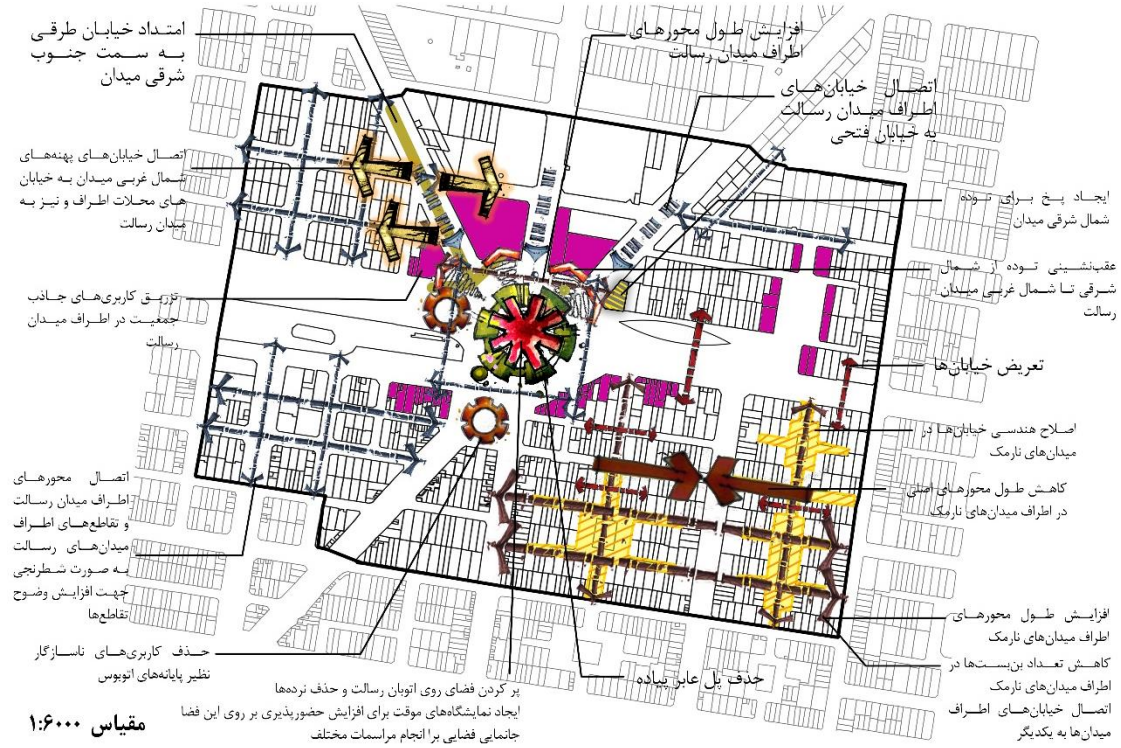 امتداد خیابان طرقی
به سمت جنوب
شرقی میدان
افزایش طول محورهای
اطراف میدان رسالت
اتصال خیابان‌های
اطراف میدان رسالت
به خیابان فتحی
اتصال خیابان‌های پهنه‌های
شمال غربی میدان به خیابان
های محلات اطراف و نیز به
میدان رسالت
ایجاد پخ برای توده
شمال شرقی میدان
عقب‌نشینی توده از شمال
شرقی تا شمال غربی میدان
رسالت
تزریق کاربری‌های جاذب
جمعیت در اطراف میدان
رسالت
تعریض خیابان‌ها
اصلاح هندسی خیابان‌ها در
میدان‌های نارمک
کاهش طول محورهای اصلی
در اطراف میدان‌های نارمک
اتصال محورهای
اطراف میدان رسالت
و تقاطع‌های اطراف
میدان‌های رسالت
به صورت شطرنجی
جهت افزایش وضوح
تقاطع‌ها
افزایش طول محورهای
اطراف میدان‌های نارمک
کاهش تعداد بن‌بست‌ها در
اطراف میدان‌های نارمک
اتصال خیابان‌های اطراف
میدان‌ها به یکدیگر
حذف کاربری‌های ناسازگار
نظیر پایانه‌های اتوبوس
حذف پل عابر پیاده
پر کردن فضای روی اتوبان رسالت و حذف نرده‌ها
ایجاد نمایشگاه‌های موقت برای افزایش حضورپذیری بر روی این فضا
جانمایی فضایی برا انجام مراسمات مختلف
مقیاس ۱:۶۰۰۰